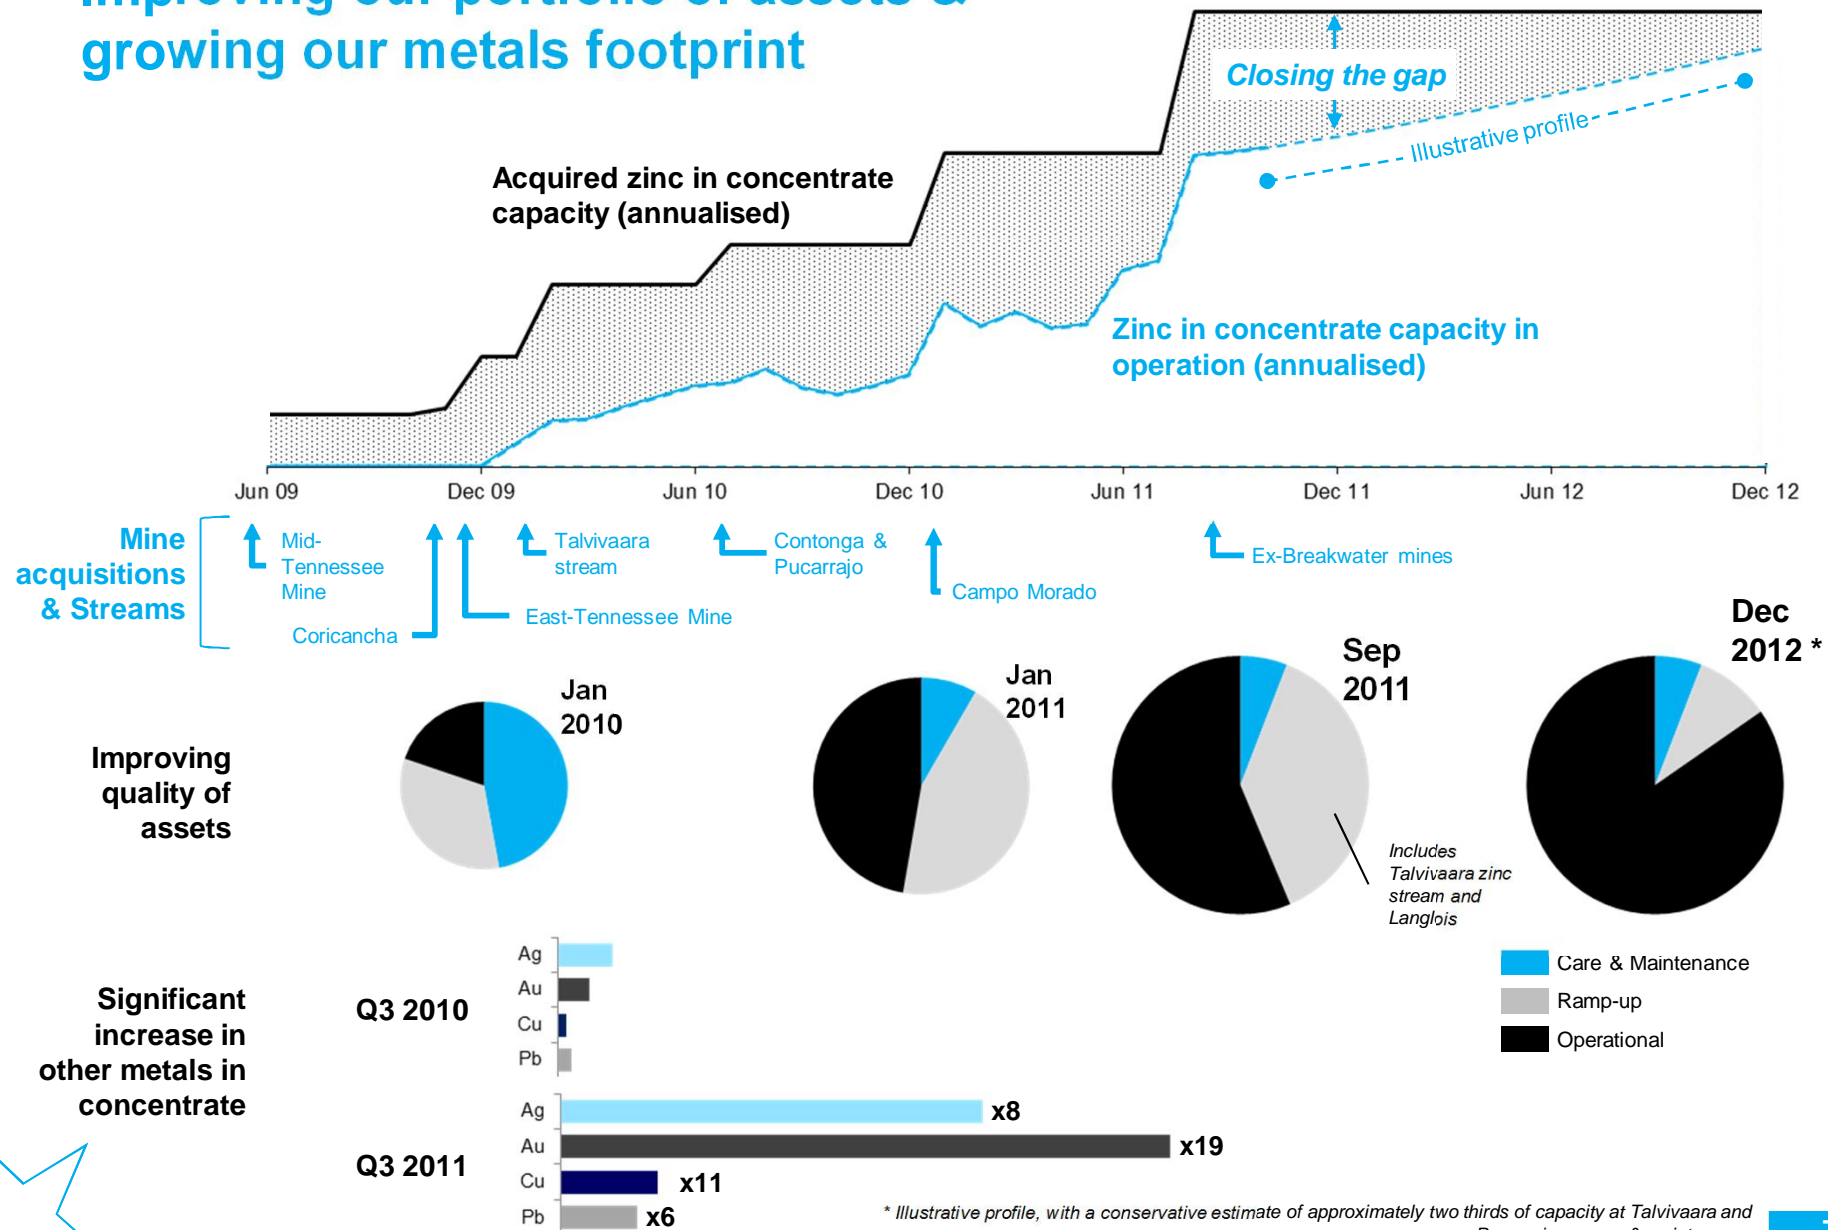 Improving our portfolio of assets &
growing our metals footprint
Closing the gap
Illustrative profile
Acquired zinc in concentrate
capacity (annualised)
Zinc in concentrate capacity in
operation (annualised)
Jun 09
Dec 09
Jun 10
Dec 10
Jun 11
Dec 11
Jun 12
Dec 12
Mine
acquisitions
& Streams
Mid-
Tennessee
Mine
Coricancha
East-Tennessee Mine
Talvivaara
stream
Contonga &
Pucarrajo
Campo Morado
Ex-Breakwater mines
Improving
quality of
assets
Jan
2010
Jan
2011
Sep
2011
Dec
2012 *
Includes
Talvivaara zinc
stream and
Langlois
Care & Maintenance
Ramp-up
Operational
Significant
increase in
other metals in
concentrate
Q3 2010
Ag
Au
Cu
Pb
Q3 2011
Ag x8
Au x19
Cu x11
Pb x6
* Illustrative profile, with a conservative estimate of approximately two thirds of capacity at Talvivaara and